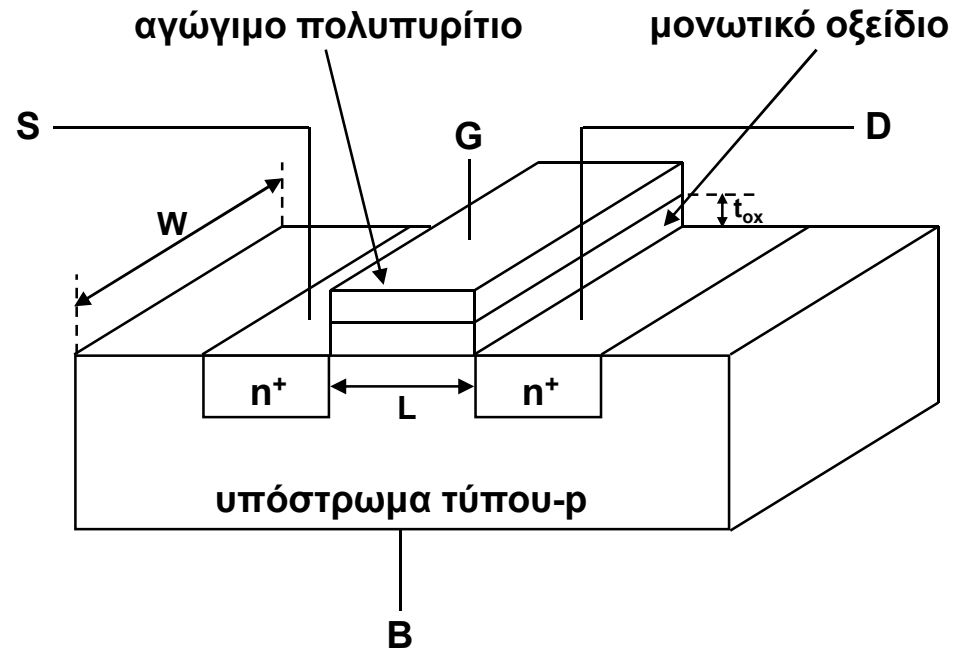 αγώγιμο πολυπυρίτιο
μονωτικό οξείδιο
S
G
D
W
tox
n+
L
n+
υπόστρωμα τύπου-p
B